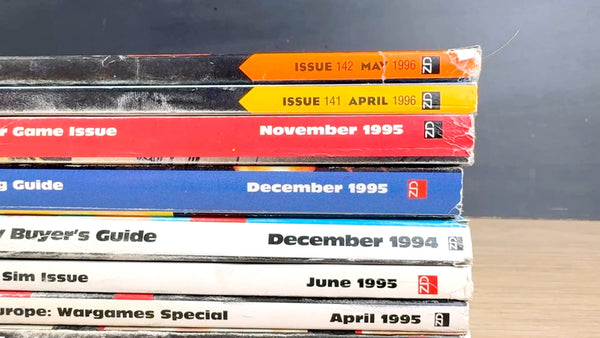 ISSUE 142 MAY 1996 ZD
ISSUE 141 APRIL 1996 ZD
r Game Issue November 1995 ZD
g Guide December 1995 ZD
y Buyer's Guide December 1994 ZD
Sim Issue June 1995 ZD
urope: Wargames Special April 1995 ZD